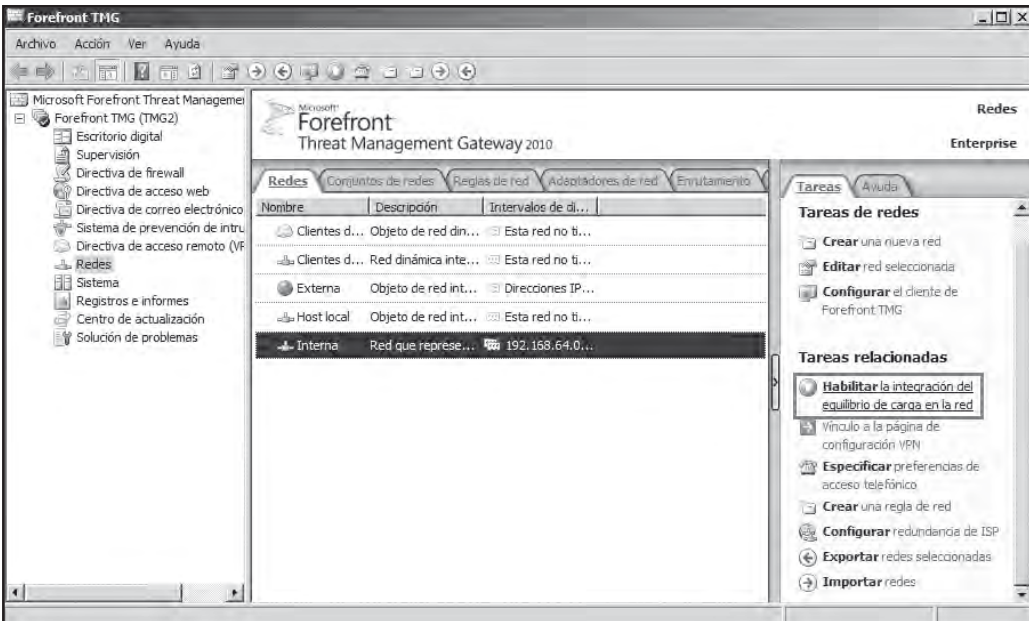 Forefront TMG
Archivo Acción Ver Ayuda
Microsoft Forefront Threat Managemer
Forefront TMG (TMG2)
Escritorio digital
Supervisión
Directiva de firewall
Directiva de acceso web
Directiva de correo electrónico
Sistema de prevención de intru
Directiva de acceso remoto (VF
Redes
Sistema
Registros e informes
Centro de actualización
Solución de problemas
Microsoft
Forefront
Threat Management Gateway 2010
Redes
Enterprise
Redes Conjuntos de redes Reglas de red Adaptadores de red Enrutamiento
Nombre Descripción Intervalos de di...
Clientes d... Objeto de red din... Esta red no ti...
Clientes d... Red dinámica inte... Esta red no ti...
Externa Objeto de red int... Direcciones IP...
Host local Objeto de red int... Esta red no ti...
Interna Red que represe... 192.168.64.0...
Tareas Ayuda
Tareas de redes
Crear una nueva red
Editar red seleccionada
Configurar el cliente de
Forefront TMG
Tareas relacionadas
Habilitar la integración del
equilibrio de carga en la red
Vínculo a la página de
configuración VPN
Especificar preferencias de
acceso telefónico
Crear una regla de red
Configurar redundancia de ISP
Exportar redes seleccionadas
Importar redes